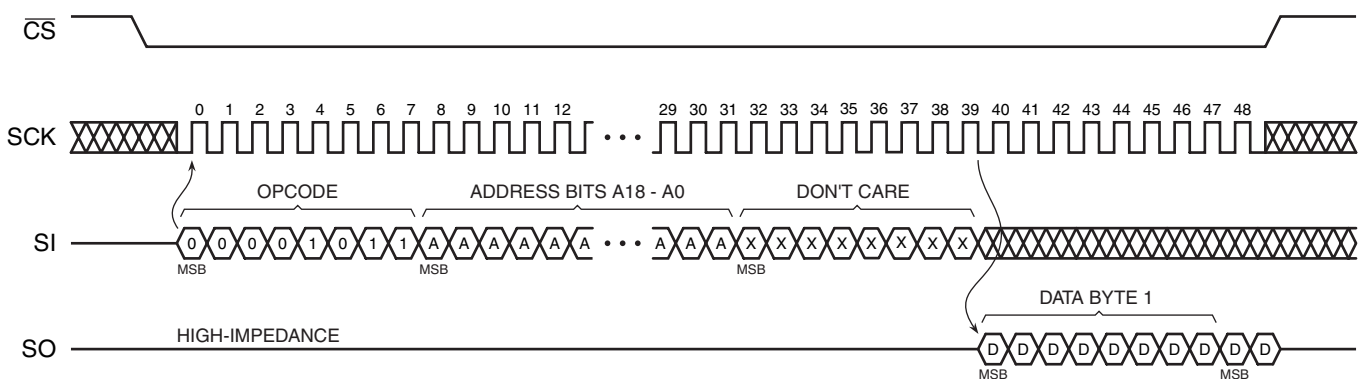 CS
0 1 2 3 4 5 6 7 8 9 10 11 12 29 30 31 32 33 34 35 36 37 38 39 40 41 42 43 44 45 46 47 48
SCK
OPCODE ADDRESS BITS A18 - A0 DON'T CARE
SI 0 0 0 0 1 0 1 1 A A A A A A A A A X X X X X X X X
MSB MSB MSB
DATA BYTE 1
HIGH-IMPEDANCE
SO D D D D D D D D D D
MSB MSB